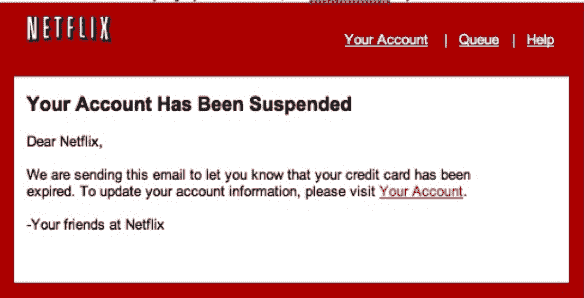 NETFLIX
Your Account | Queue | Help
Your Account Has Been Suspended
Dear Netflix,
We are sending this email to let you know that your credit card has been
expired. To update your account information, please visit Your Account.
-Your friends at Netflix